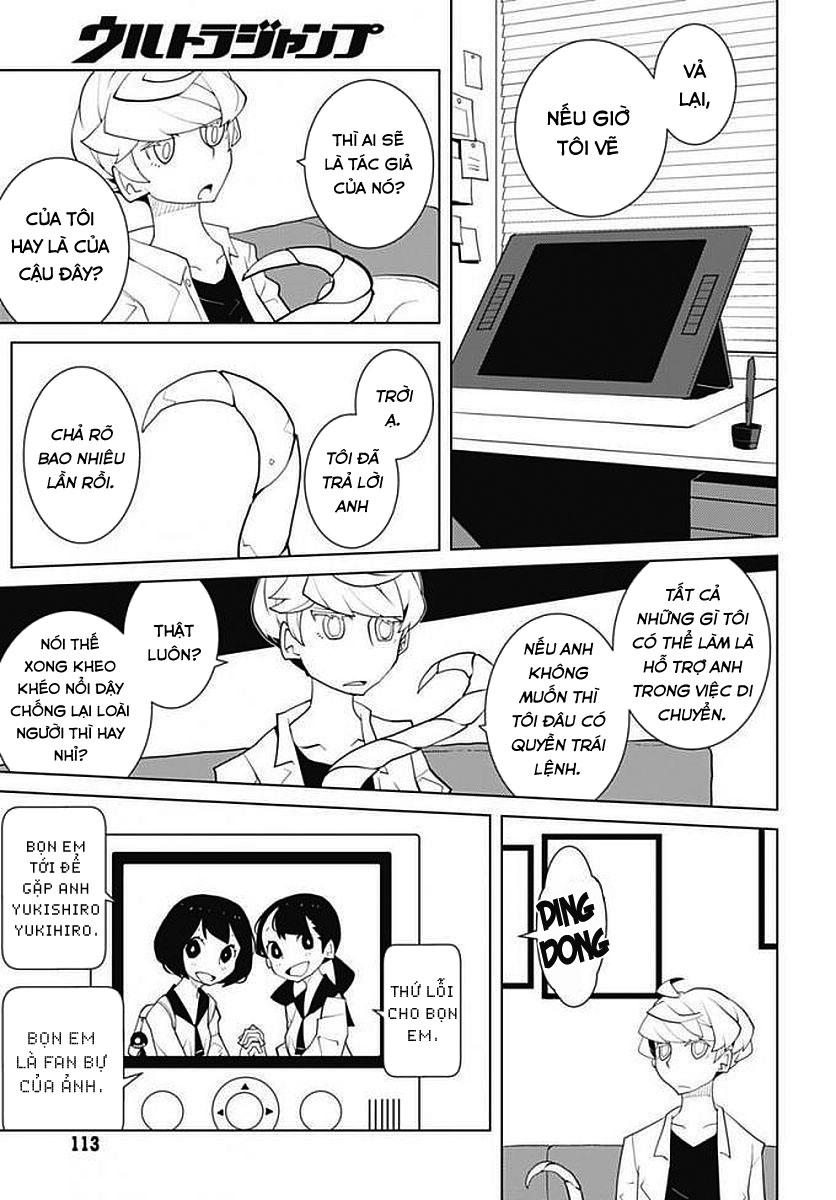 ウルトラジャンプ
VẢ
LẠI,
NẾU GIỜ
TÔI VẼ
THÌ AI SẼ
LÀ TÁC GIẢ
CỦA NÓ?
CỦA TÔI
HAY LÀ CỦA
CẬU ĐÂY?
TRỜI
Ạ.
TÔI ĐÃ
TRẢ LỜI
ANH
CHẢ RÕ
BAO NHIÊU
LẦN RỒI.
TẤT CẢ
NHỮNG GÌ TÔI
CÓ THỂ LÀM LÀ
HỖ TRỢ ANH
TRONG VIỆC DI
CHUYỂN.
NẾU ANH
KHÔNG
MUỐN THÌ
TÔI ĐÂU CÓ
QUYỀN TRÁI
LỆNH.
THẬT
LUÔN?
NÓI THẾ
XONG KHEO
KHÉO NỔI DẬY
CHỐNG LẠI LOÀI
NGƯỜI THÌ HAY
NHỈ?
DING
DONG
THỨ LỖI
CHO BỌN
EM.
BỌN EM
TỚI ĐỂ
GẶP ANH
YUKISHIRO
YUKIHIRO.
BỌN EM
LÀ FAN BỰ
CỦA ẢNH.
113